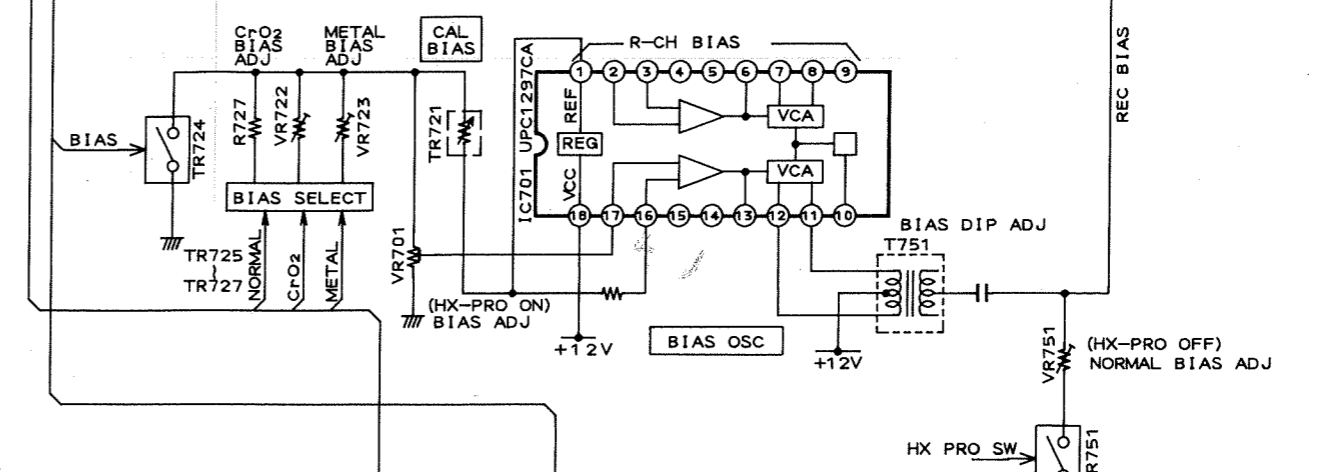 CrO2
BIAS
ADJ
METAL
BIAS
ADJ
CAL
BIAS
R-CH BIAS
1 2 3 4 5 6 7 8 9
REC BIAS
BIAS
TR724
R727
VR722
VR723
TR721
IC701 UPC1297CA
REF
REG
VCC
VCA
VCA
BIAS SELECT
18 17 16 15 14 13 12 11 10
TR725
~
TR727
NORMAL
CrO2
METAL
VR701
(HX-PRO ON)
BIAS ADJ
+12V
BIAS OSC
BIAS DIP ADJ
T751
+12V
VR751
(HX-PRO OFF)
NORMAL BIAS ADJ
HX PRO SW
R751